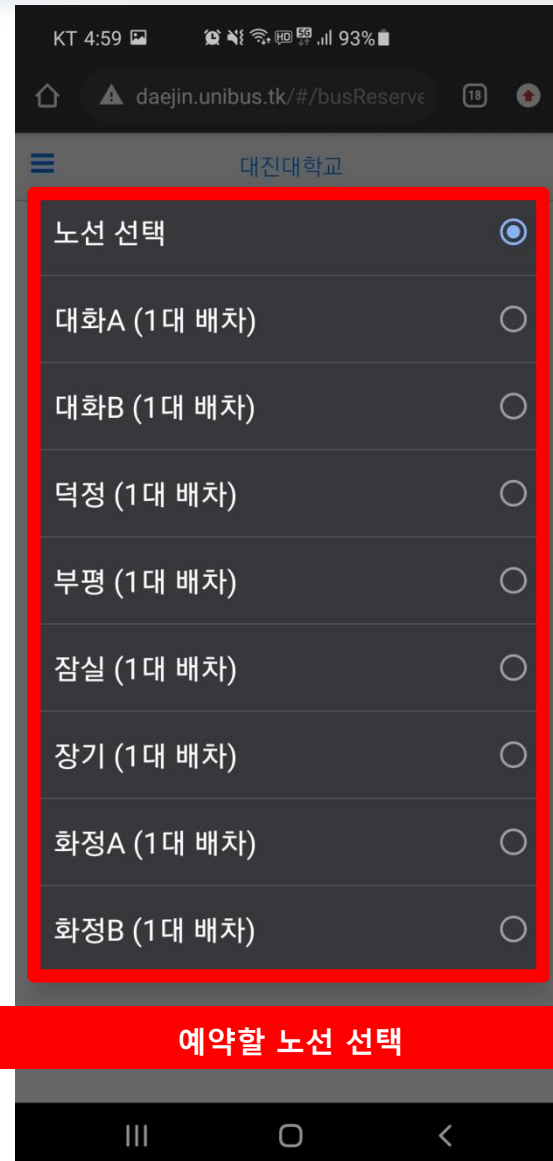 KT 4:59 HD 5G 93%
daejin.unibus.tk/#/busReserve 18
대진대학교
노선 선택
대화A (1대 배차)
대화B (1대 배차)
덕정 (1대 배차)
부평 (1대 배차)
잠실 (1대 배차)
장기 (1대 배차)
화정A (1대 배차)
화정B (1대 배차)
예약할 노선 선택